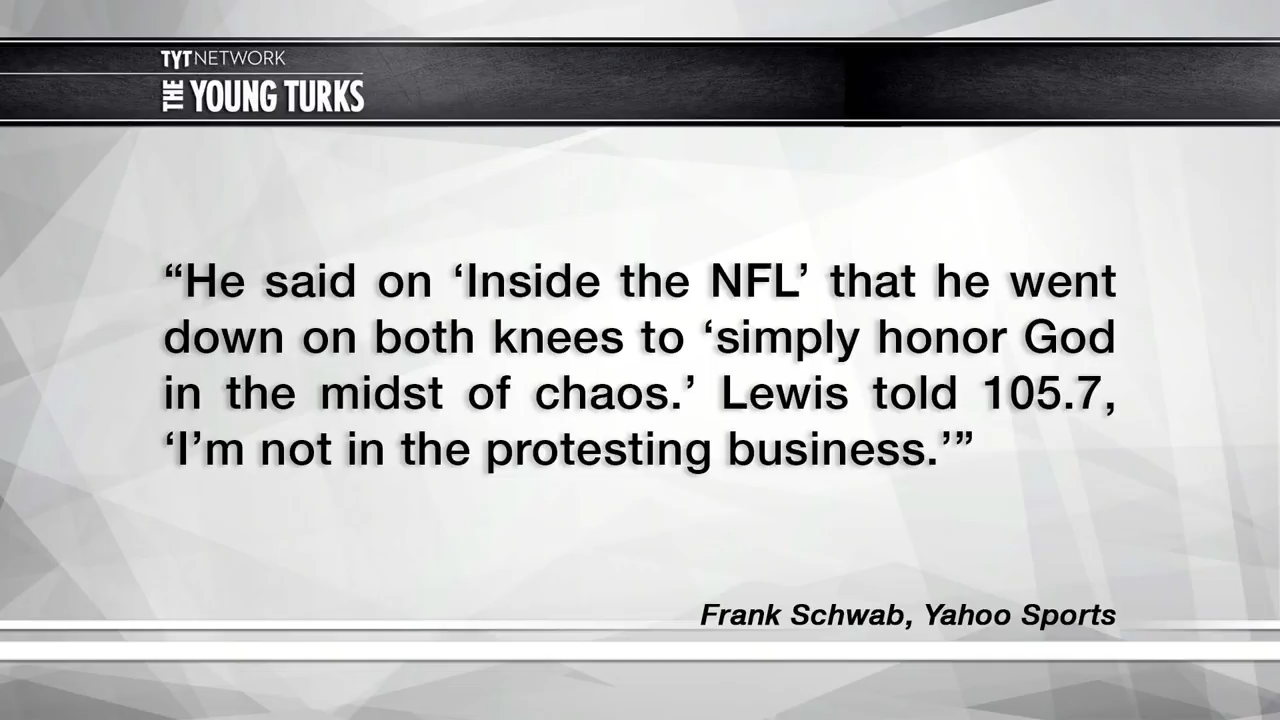 TYT NETWORK
THE YOUNG TURKS
“He said on ‘Inside the NFL’ that he went
down on both knees to ‘simply honor God
in the midst of chaos.’ Lewis told 105.7,
‘I’m not in the protesting business.’”
Frank Schwab, Yahoo Sports